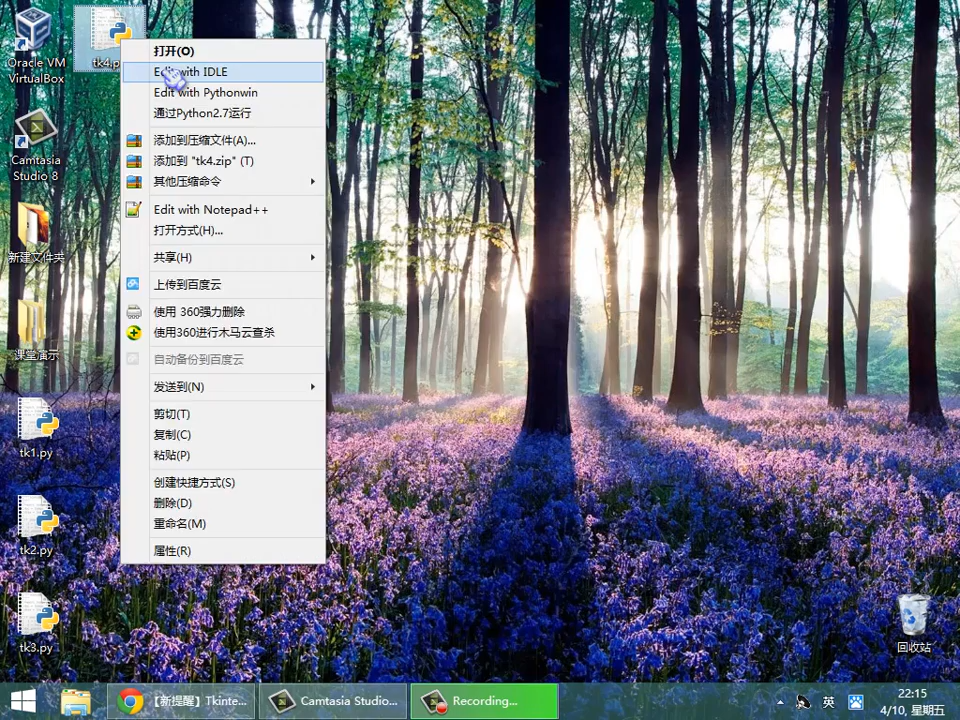 Oracle VM
VirtualBox
Camtasia
Studio 8
新建文件夹
课堂演示
tk1.py
tk2.py
tk3.py
tk4.p
打开(O)
Edit with IDLE
Edit with Pythonwin
通过Python2.7运行
添加到压缩文件(A)...
添加到 "tk4.zip" (T)
其他压缩命令
Edit with Notepad++
打开方式(H)...
共享(H)
上传到百度云
使用 360强力删除
使用360进行木马云查杀
自动备份到百度云
发送到(N)
剪切(T)
复制(C)
粘贴(P)
创建快捷方式(S)
删除(D)
重命名(M)
属性(R)
回收站
【新提醒】Tkinte...
Camtasia Studio...
Recording...
英
22:15
4/10, 星期五